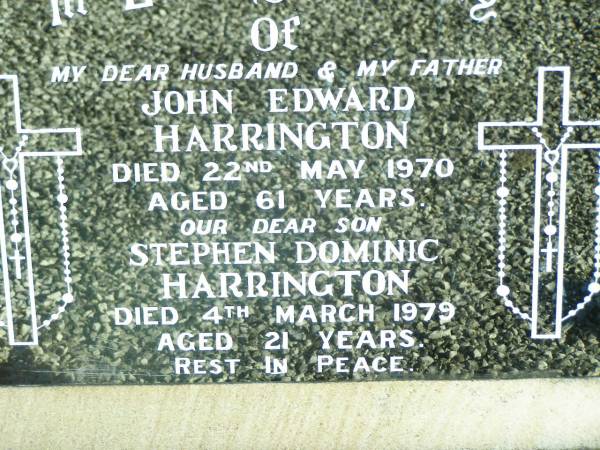 Of
MY DEAR HUSBAND & MY FATHER
JOHN EDWARD
HARRINGTON
DIED 22ND MAY 1970
AGED 61 YEARS.
OUR DEAR SON
STEPHEN DOMINIC
HARRINGTON
DIED 4TH MARCH 1979
AGED 21 YEARS.
REST IN PEACE.